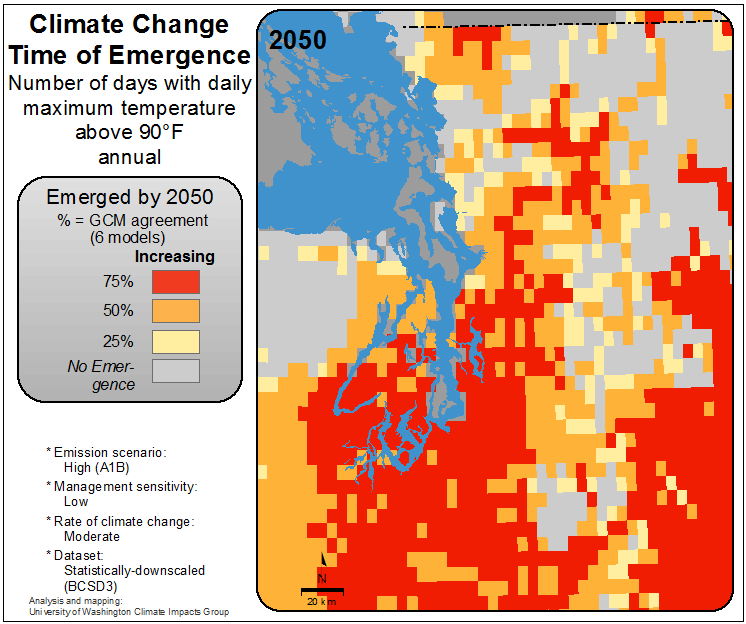 Climate Change
Time of Emergence
Number of days with daily
maximum temperature
above 90°F
annual
Emerged by 2050
% = GCM agreement
(6 models)
Increasing
75%
50%
25%
No Emer-
gence
* Emission scenario:
High (A1B)
* Management sensitivity:
Low
* Rate of climate change:
Moderate
* Dataset:
Statistically-downscaled
(BCSD3)
Analysis and mapping:
University of Washington Climate Impacts Group
2050
N
20 km